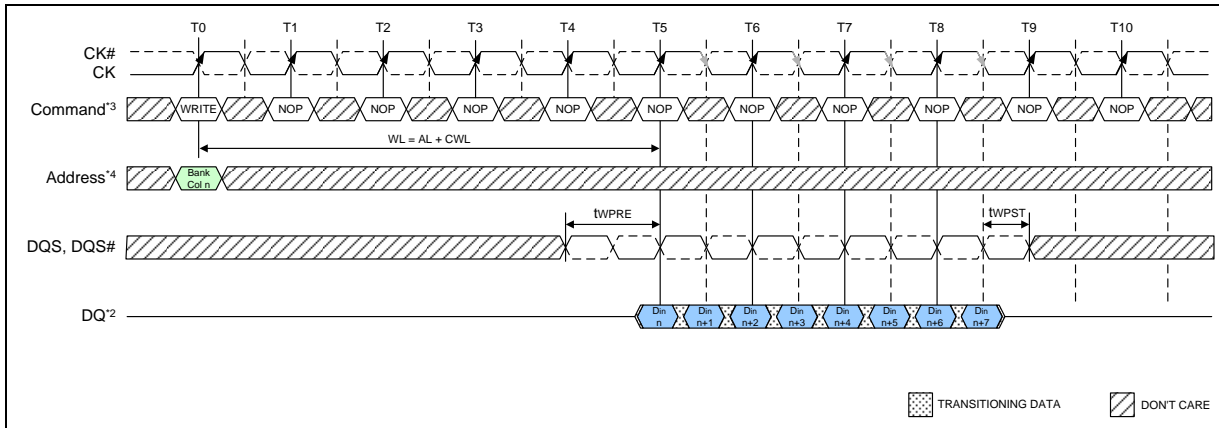 T0 T1 T2 T3 T4 T5 T6 T7 T8 T9 T10
CK#
CK
Command*3 WRITE NOP NOP NOP NOP NOP NOP NOP NOP NOP NOP
WL = AL + CWL
Address*4 Bank
Col n
tWPRE tWPST
DQS, DQS#
DQ*2 Din Din Din Din Din Din Din Din
n n+1 n+2 n+3 n+4 n+5 n+6 n+7
TRANSITIONING DATA DON'T CARE